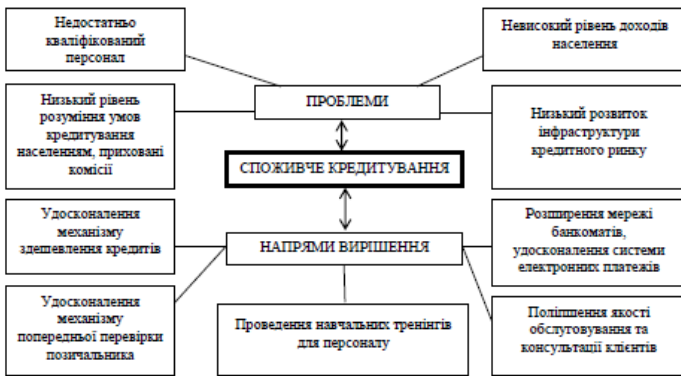 Недостатньо
кваліфікований
персонал
Невисокий рівень доходів
населення
ПРОБЛЕМИ
Низький рівень
розуміння умов
кредитування
населенням, приховані
комісії
Низький розвиток
інфраструктури
кредитного ринку
СПОЖИВЧЕ КРЕДИТУВАННЯ
Удосконалення
механізму
здешевлення кредитів
НАПРЯМИ ВИРІШЕННЯ
Розширення мережі
банкоматів,
удосконалення системи
електронних платежів
Удосконалення
механізму
попередньої перевірки
позичальника
Проведення навчальних тренінгів
для персоналу
Поліпшення якості
обслуговування та
консультації клієнтів